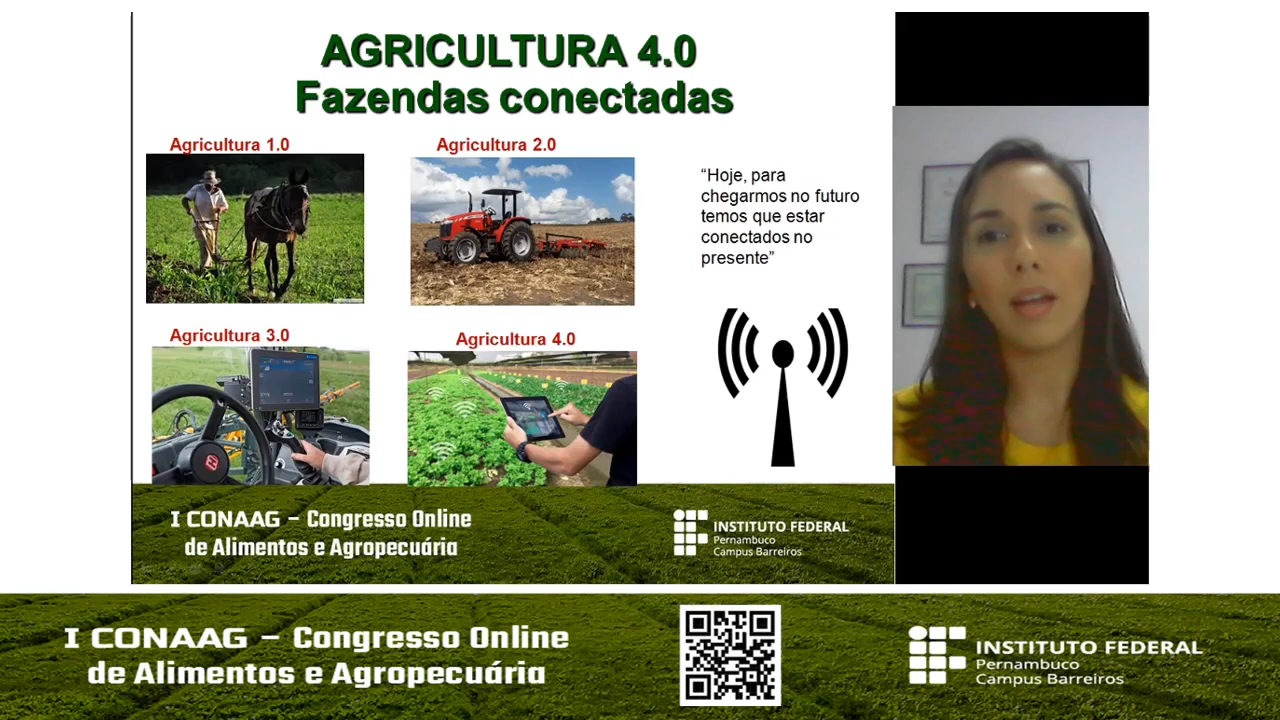 AGRICULTURA 4.0
Fazendas conectadas
Agricultura 1.0
Agricultura 2.0
“Hoje, para
chegarmos no futuro
temos que estar
conectados no
presente”
Agricultura 3.0
Agricultura 4.0
I CONAAG – Congresso Online
de Alimentos e Agropecuária
INSTITUTO FEDERAL
Pernambuco
Campus Barreiros
I CONAAG – Congresso Online
de Alimentos e Agropecuária
INSTITUTO FEDERAL
Pernambuco
Campus Barreiros